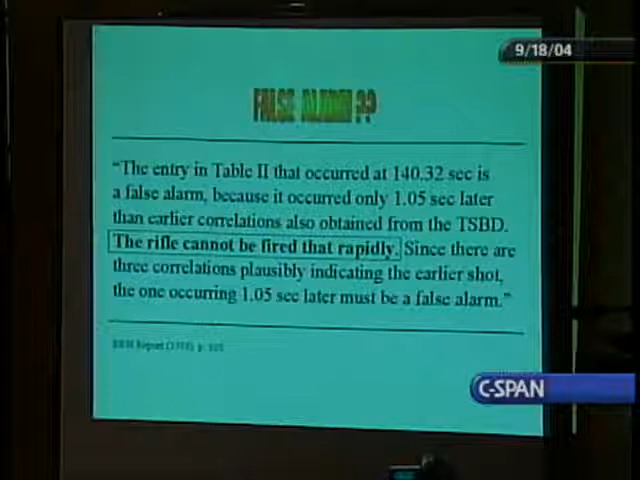 9/18/04
FALSE ALARM??
“The entry in Table II that occurred at 140.32 sec is
a false alarm, because it occurred only 1.05 sec later
than earlier correlations also obtained from the TSBD.
The rifle cannot be fired that rapidly. Since there are
three correlations plausibly indicating the earlier shot,
the one occurring 1.05 sec later must be a false alarm.”
Report p.
C-SPAN